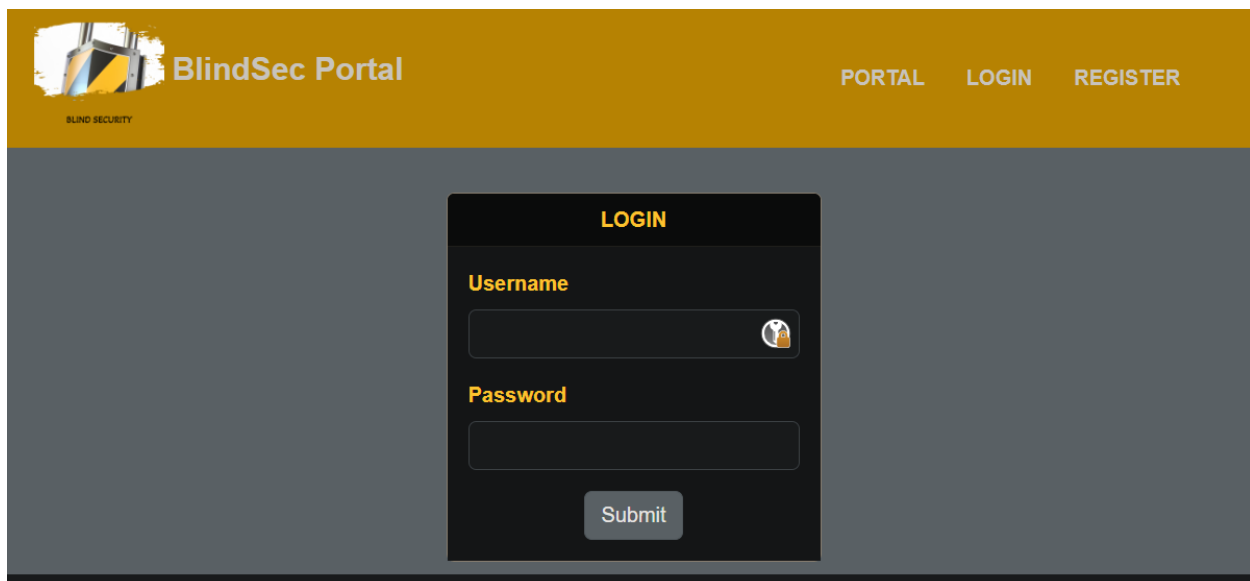 BlindSec Portal
BLIND SECURITY
PORTAL LOGIN REGISTER
LOGIN
Username
Password
Submit